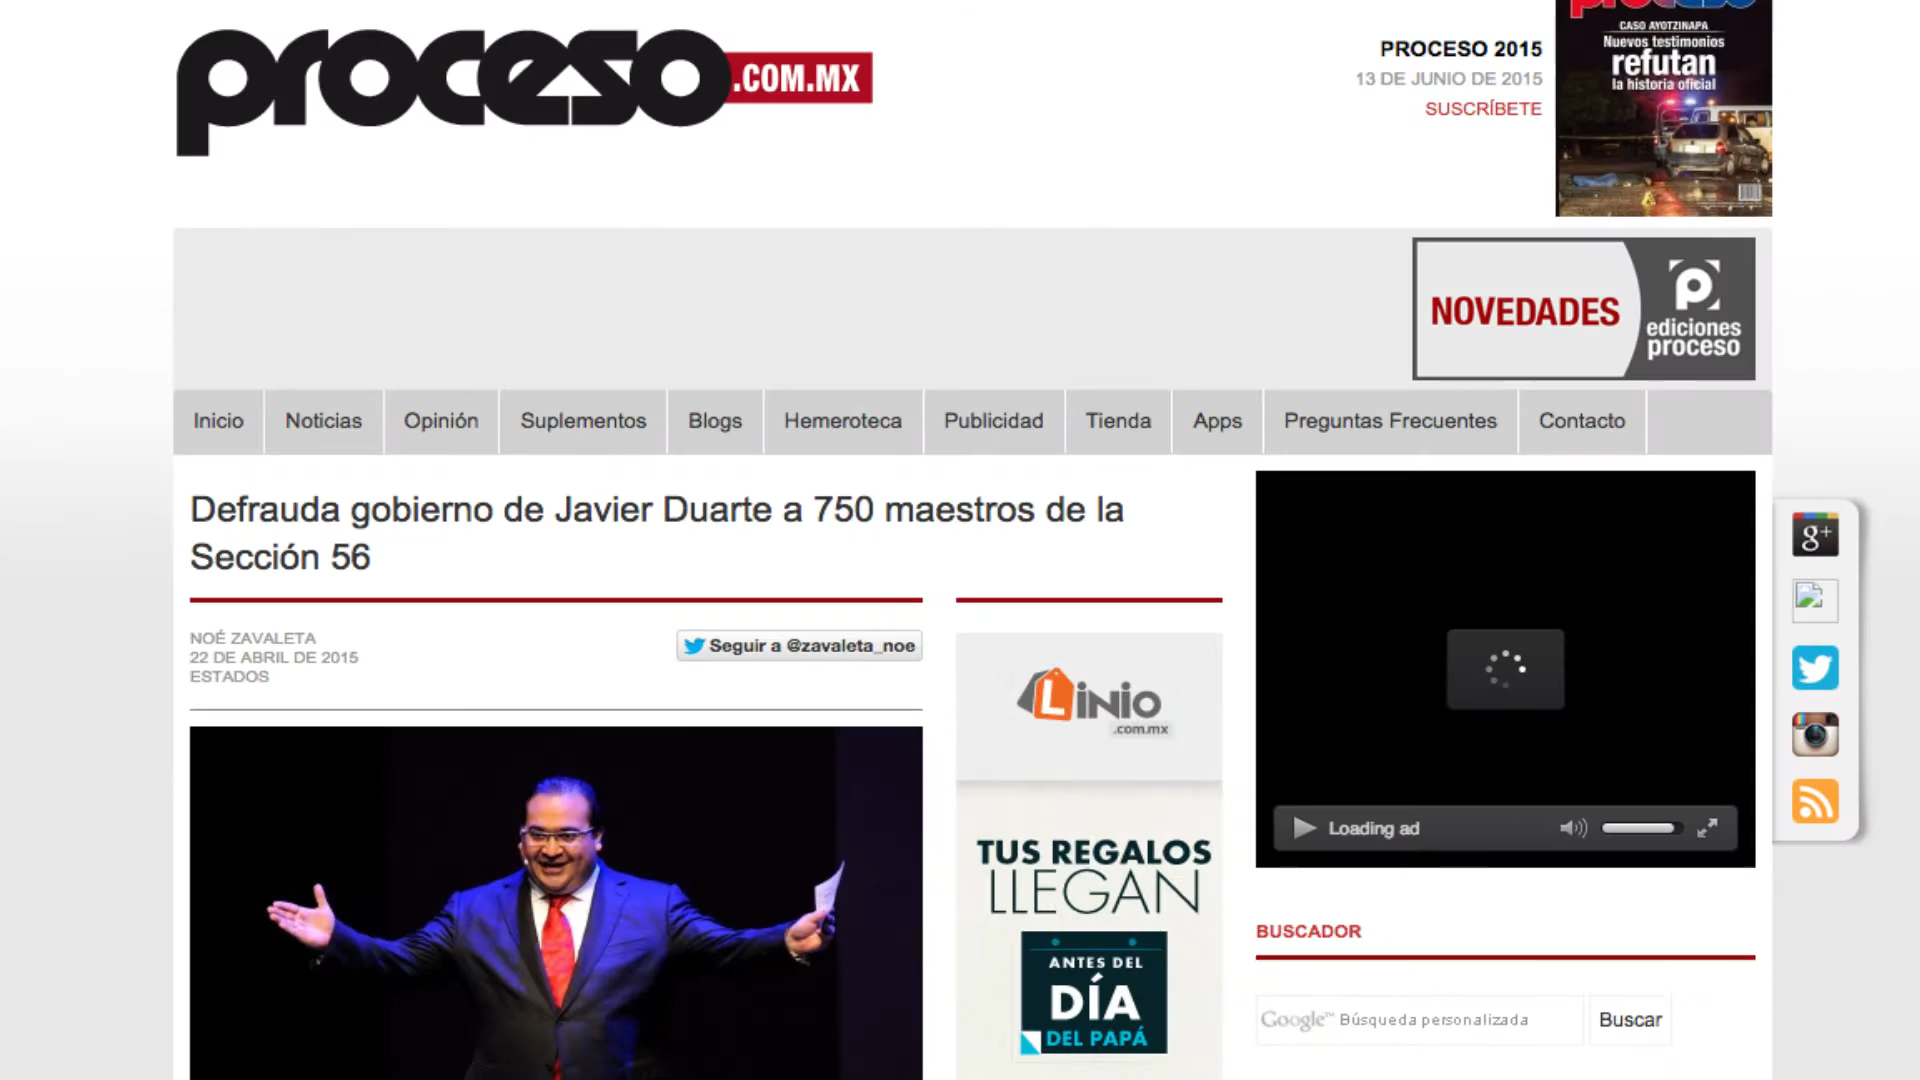 proceso.COM.MX
PROCESO 2015
13 DE JUNIO DE 2015
SUSCRÍBETE
proceso
CASO AYOTZINAPA
Nuevos testimonios
refutan
la historia oficial
NOVEDADES
ediciones
proceso
Inicio
Noticias
Opinión
Suplementos
Blogs
Hemeroteca
Publicidad
Tienda
Apps
Preguntas Frecuentes
Contacto
Defrauda gobierno de Javier Duarte a 750 maestros de la
Sección 56
NOÉ ZAVALETA
22 DE ABRIL DE 2015
ESTADOS
Seguir a @zavaleta_noe
Linio
.com.mx
TUS REGALOS
LLEGAN
ANTES DEL
DÍA
DEL PAPÁ
Loading ad
g+
BUSCADOR
Google™ Búsqueda personalizada
Buscar